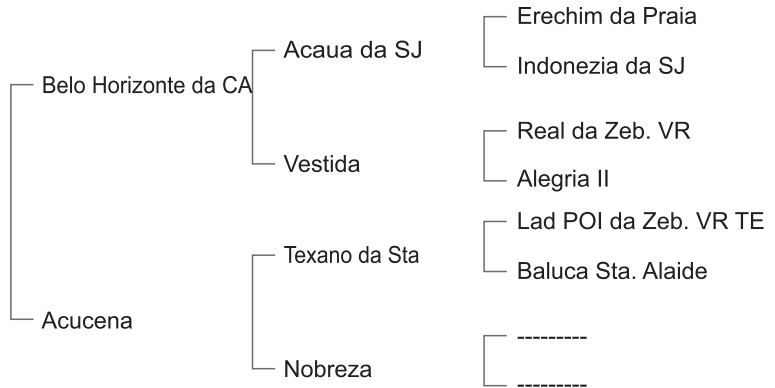 Erechim da Praia
Acaua da SJ
Indonezia da SJ
Belo Horizonte da CA
Real da Zeb. VR
Vestida
Alegria II
Lad POI da Zeb. VR TE
Texano da Sta
Baluca Sta. Alaide
Acucena
---------
Nobreza
---------